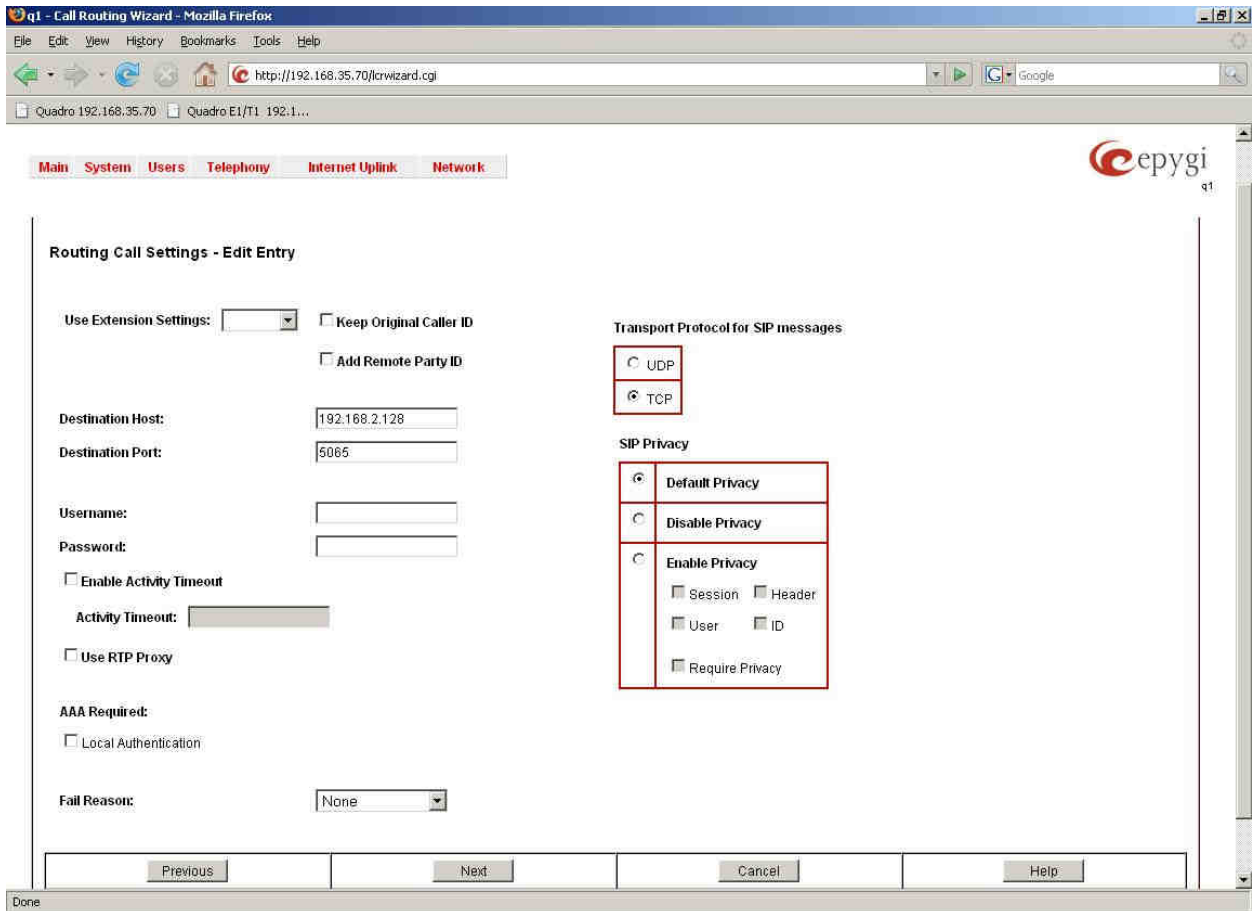 q1 - Call Routing Wizard - Mozilla Firefox
File Edit View History Bookmarks Tools Help
http://192.168.35.70/lcrwizard.cgi
Google
Quadro 192.168.35.70 Quadro E1/T1 192.1...
Main System Users Telephony Internet Uplink Network
epygi
q1
Routing Call Settings - Edit Entry
Use Extension Settings:
Keep Original Caller ID
Add Remote Party ID
Destination Host: 192.168.2.128
Destination Port: 5065
Username:
Password:
Enable Activity Timeout
Activity Timeout:
Use RTP Proxy
AAA Required:
Local Authentication
Fail Reason: None
Transport Protocol for SIP messages
UDP
TCP
SIP Privacy
Default Privacy
Disable Privacy
Enable Privacy
Session Header
User ID
Require Privacy
Previous Next Cancel Help
Done